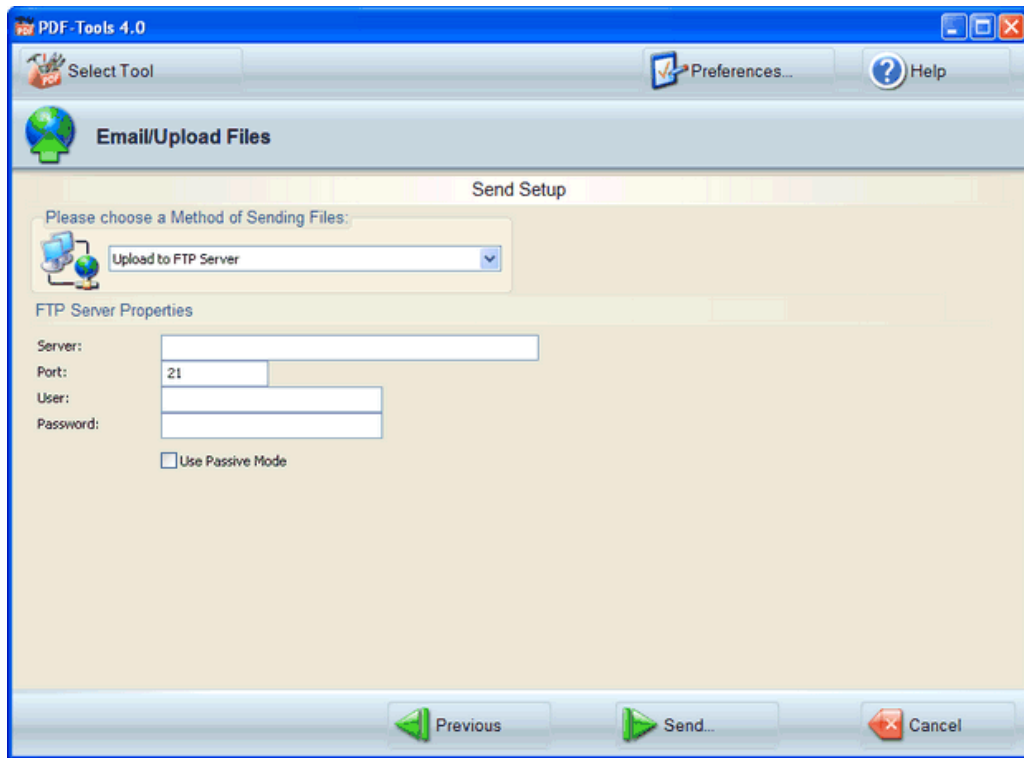 PDF-Tools 4.0
Select Tool
Preferences...
Help
Email/Upload Files
Send Setup
Please choose a Method of Sending Files:
Upload to FTP Server
FTP Server Properties
Server:
Port: 21
User:
Password:
Use Passive Mode
Previous
Send...
Cancel